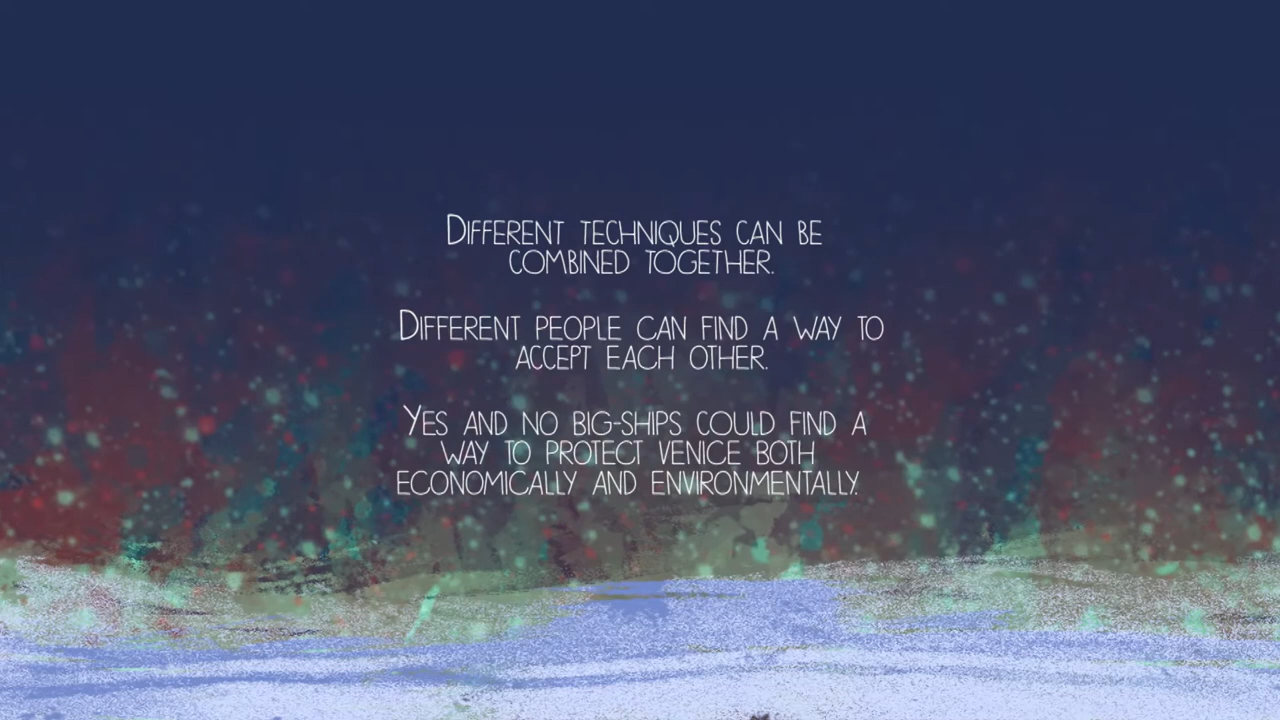 Different techniques can be
combined together.
Different people can find a way to
accept each other.
Yes and no big-ships could find a
way to protect Venice both
economically and environmentally.